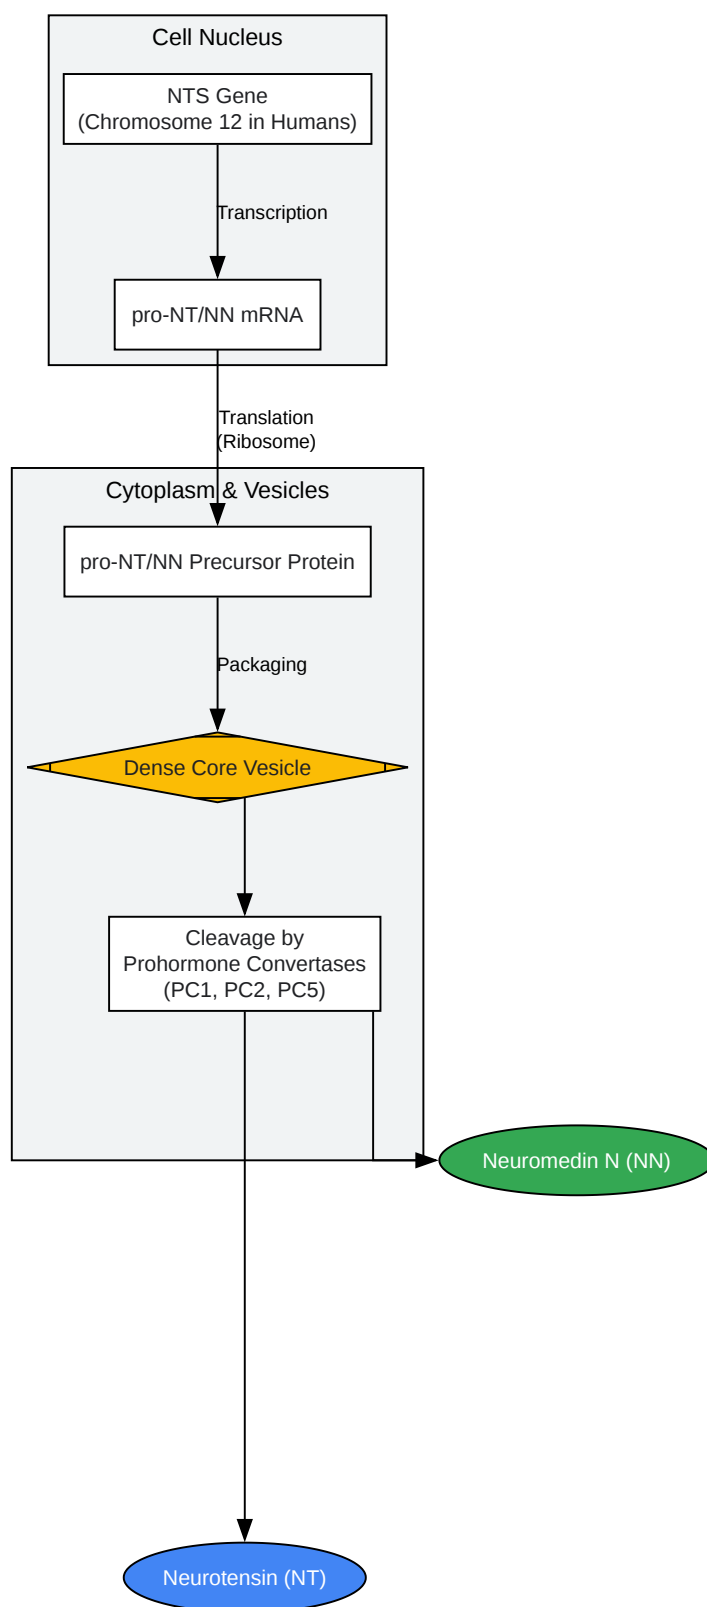 Cell Nucleus
NTS Gene
(Chromosome 12 in Humans)
Transcription
pro-NT/NN mRNA
Translation
(Ribosome)
Cytoplasm & Vesicles
pro-NT/NN Precursor Protein
Packaging
Dense Core Vesicle
Cleavage by
Prohormone Convertases
(PC1, PC2, PC5)
Neuromedin N (NN)
Neurotensin (NT)